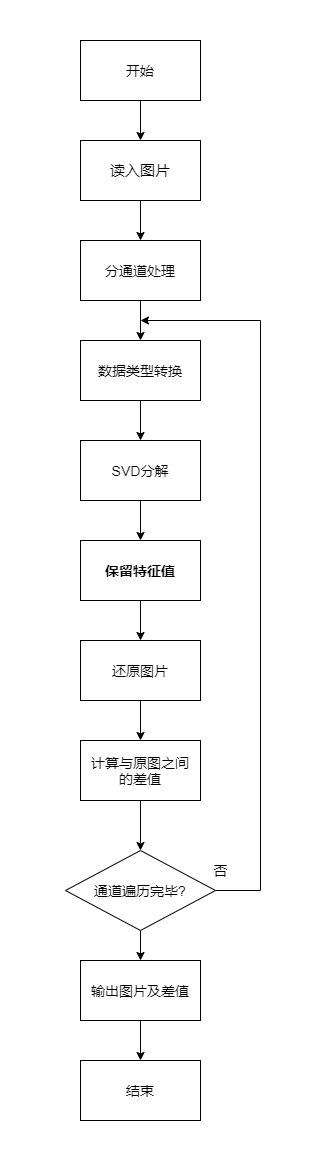 开始
读入图片
分通道处理
数据类型转换
SVD分解
保留特征值
还原图片
计算与原图之间
的差值
通道遍历完毕?
否
输出图片及差值
结束